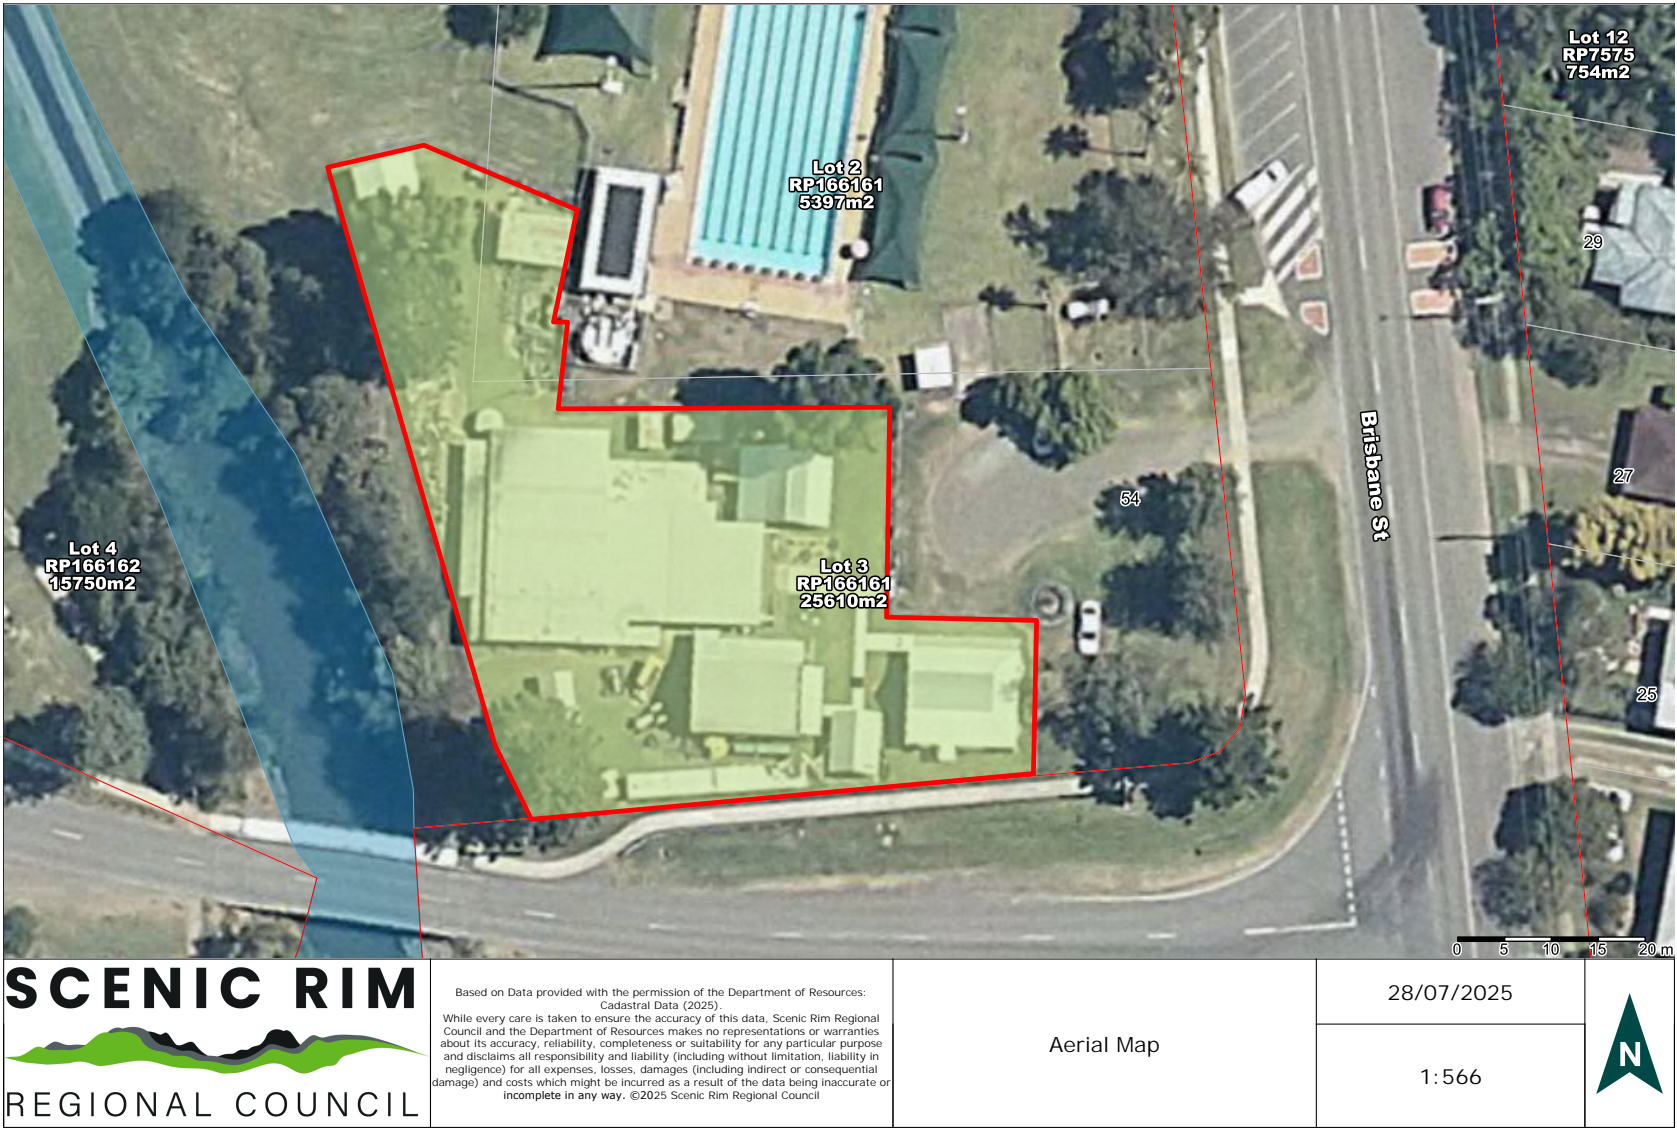 Lot 12
RP7575
754m2
Lot 2
RP166161
5397m2
29
27
54
Brisbane St
Lot 4
RP166162
15750m2
Lot 3
RP166161
25610m2
25
0 5 10 15 20 m
SCENIC RIM
REGIONAL COUNCIL
Based on Data provided with the permission of the Department of Resources:
Cadastral Data (2025).
While every care is taken to ensure the accuracy of this data, Scenic Rim Regional
Council and the Department of Resources makes no representations or warranties
about its accuracy, reliability, completeness or suitability for any particular purpose
and disclaims all responsibility and liability (including without limitation, liability in
negligence) for all expenses, losses, damages (including indirect or consequential
damage) and costs which might be incurred as a result of the data being inaccurate or
incomplete in any way. ©2025 Scenic Rim Regional Council
Aerial Map
28/07/2025
1:566
N